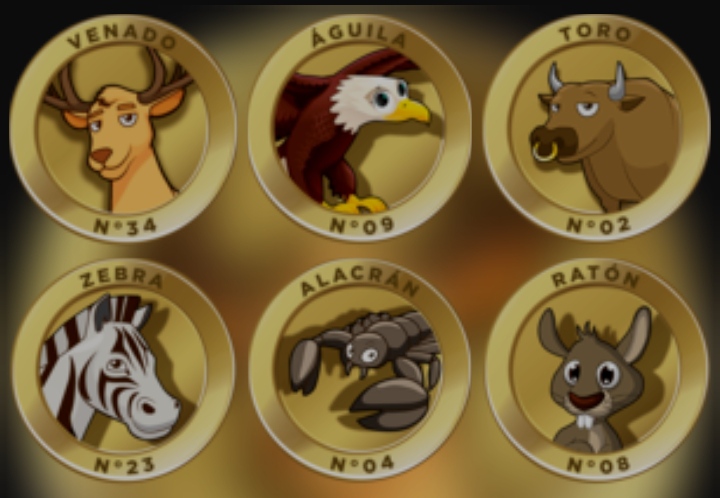 VENADO
N°34
ÁGUILA
N°09
TORO
N°02
ZEBRA
N°23
ALACRÁN
N°04
RATÓN
N°08